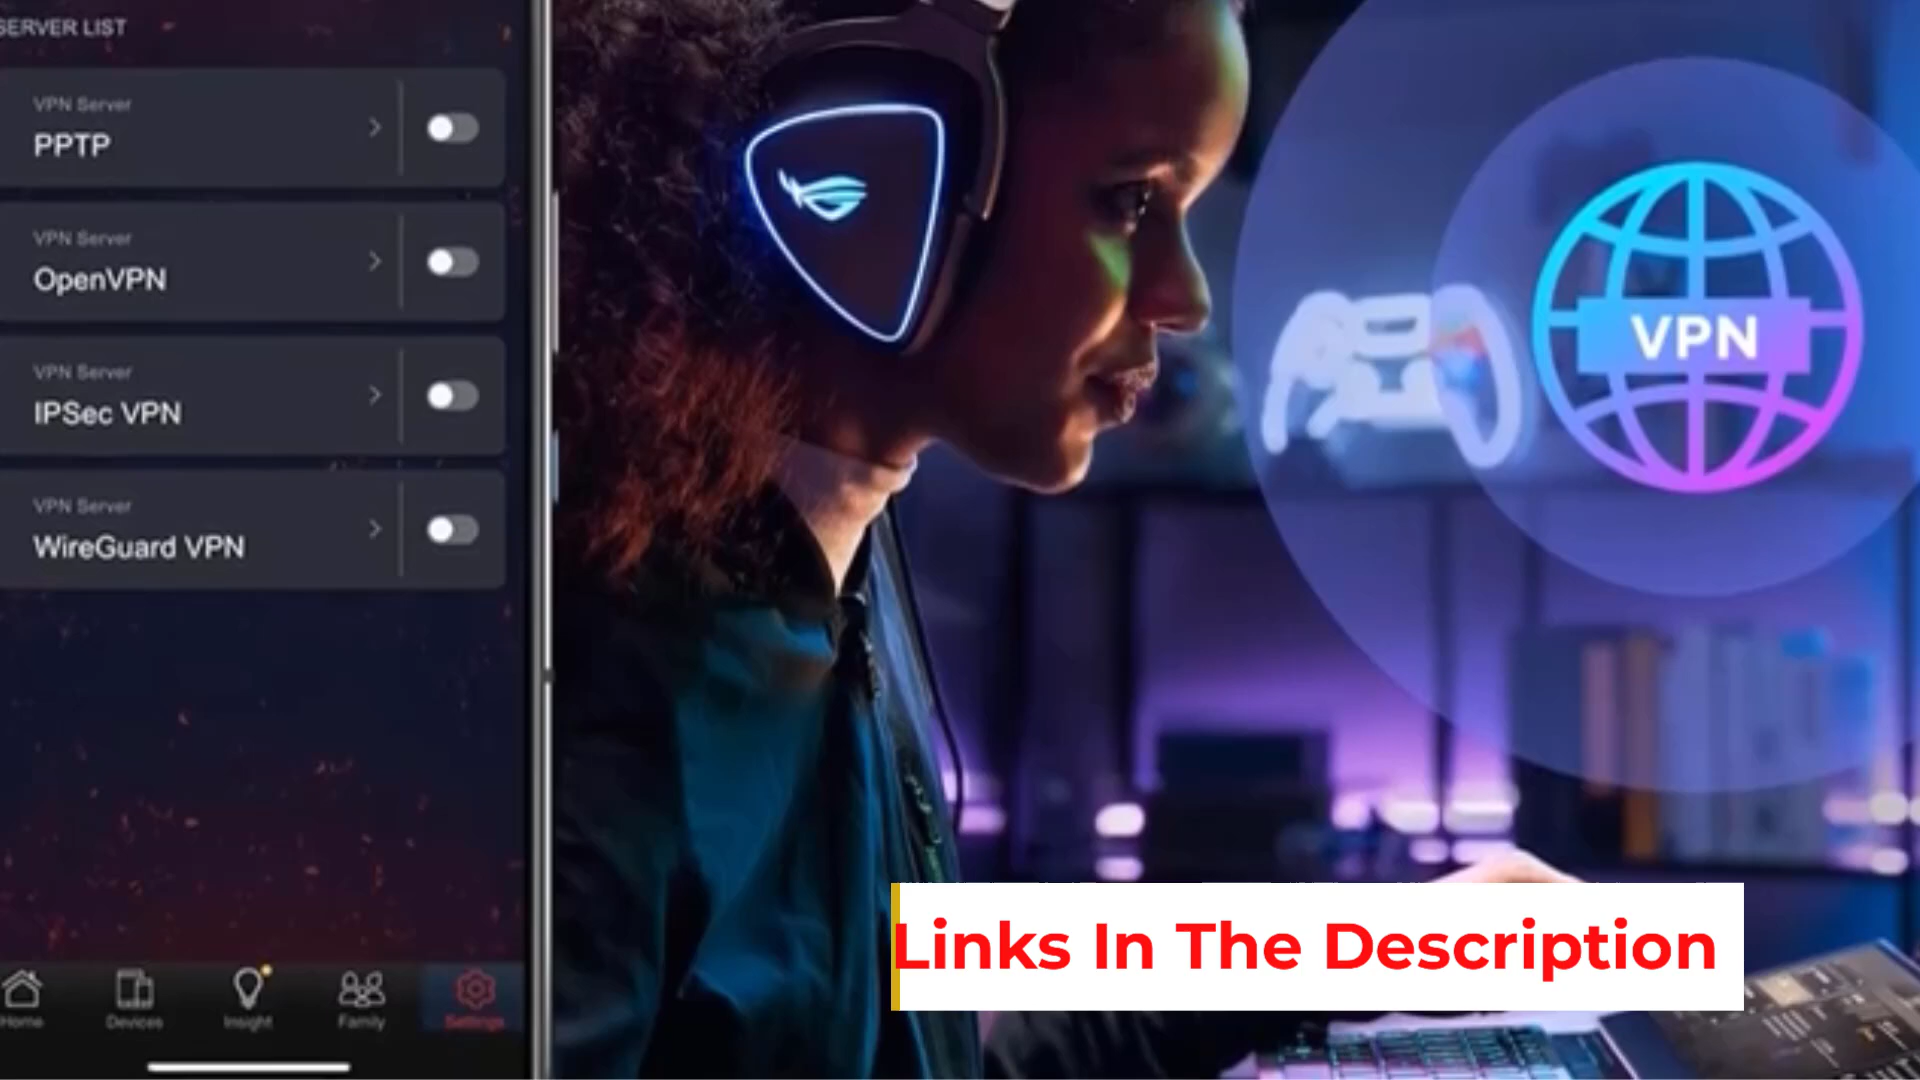 SERVER LIST
VPN Server
PPTP
VPN Server
OpenVPN
VPN Server
IPSec VPN
VPN Server
WireGuard VPN
Home
Devices
Insight
Family
Settings
VPN
Links In The Description